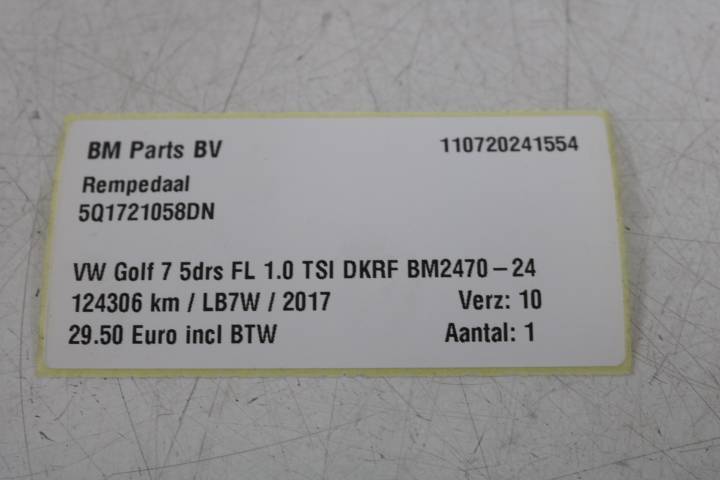 BM Parts BV 110720241554
Rempedaal
5Q1721058DN
VW Golf 7 5drs FL 1.0 TSI DKRF BM2470-24
124306 km / LB7W / 2017 Verz: 10
29.50 Euro incl BTW Aantal: 1